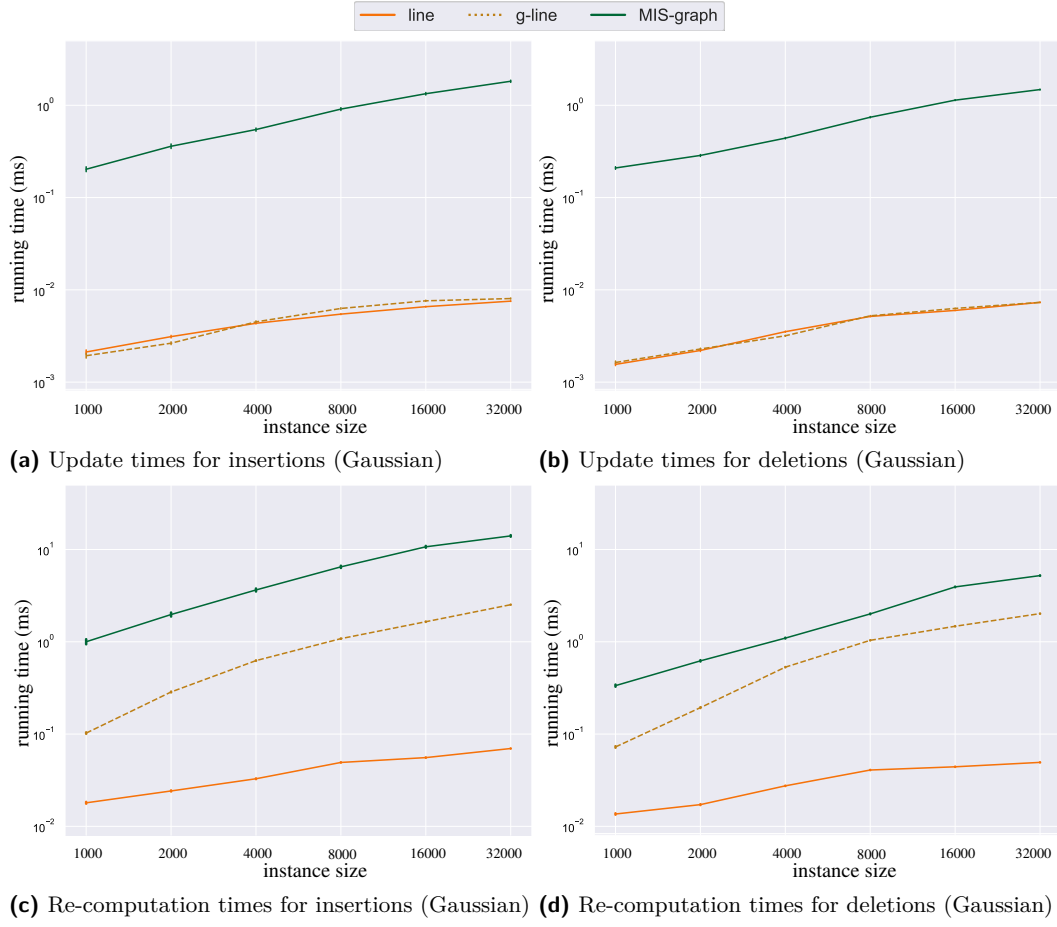 line g-line MIS-graph
running time (ms)
10^0
10^-1
10^-2
10^-3
1000 2000 4000 8000 16000 32000
instance size
(a) Update times for insertions (Gaussian)
running time (ms)
10^0
10^-1
10^-2
10^-3
1000 2000 4000 8000 16000 32000
instance size
(b) Update times for deletions (Gaussian)
running time (ms)
10^1
10^0
10^-1
10^-2
1000 2000 4000 8000 16000 32000
instance size
(c) Re-computation times for insertions (Gaussian)
running time (ms)
10^1
10^0
10^-1
10^-2
1000 2000 4000 8000 16000 32000
instance size
(d) Re-computation times for deletions (Gaussian)